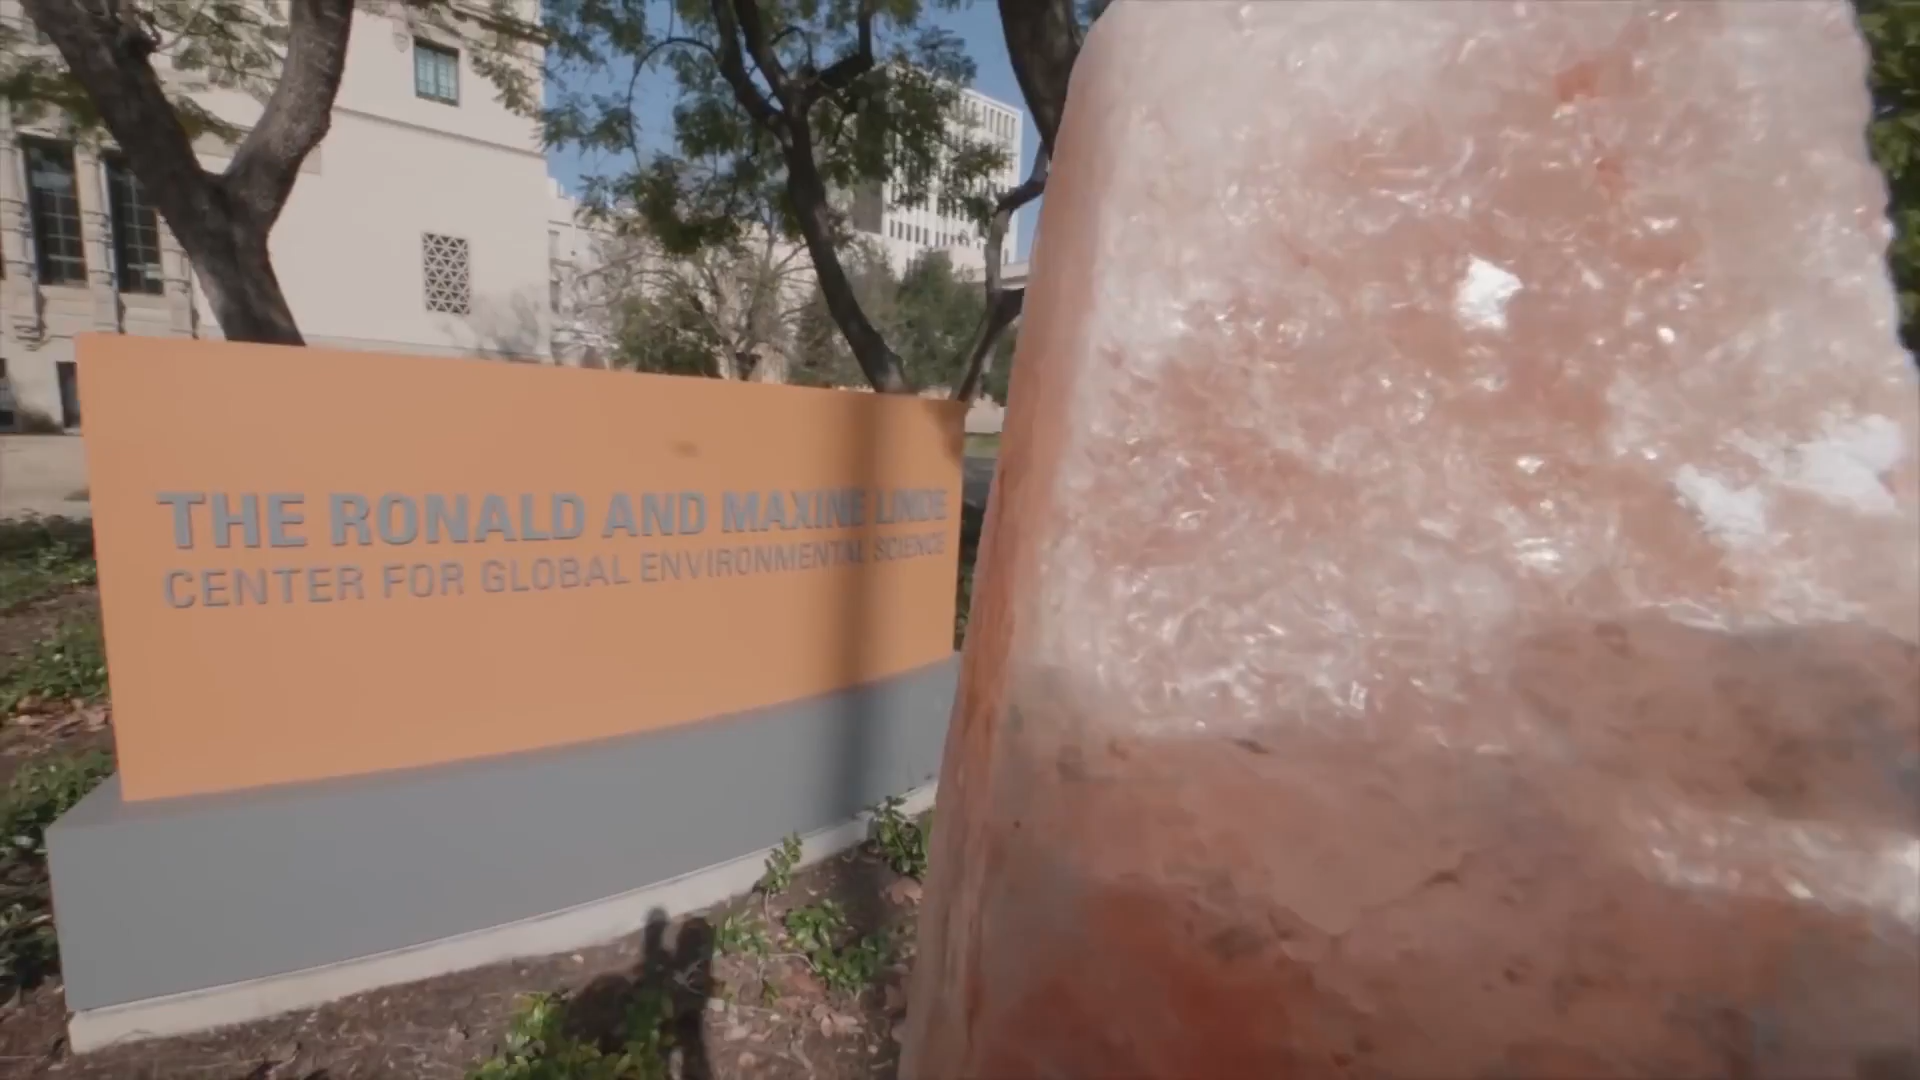 THE RONALD AND MAXINE LINDE
CENTER FOR GLOBAL ENVIRONMENTAL SCIENCE